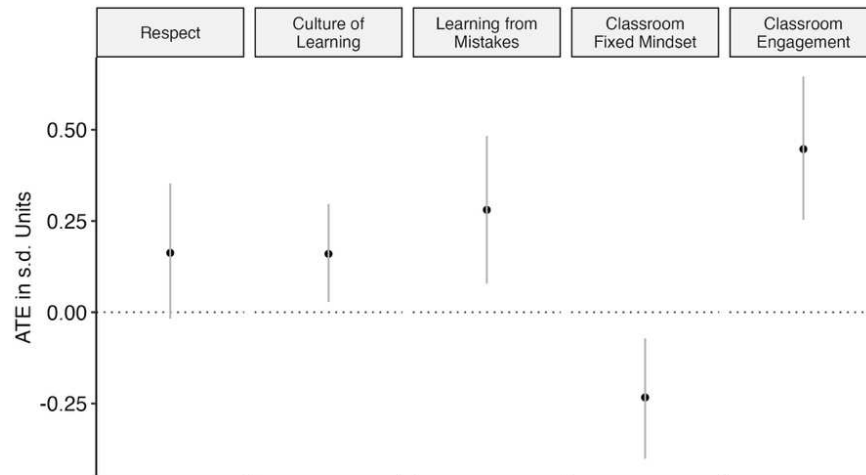 Respect
Culture of
Learning
Learning from
Mistakes
Classroom
Fixed Mindset
Classroom
Engagement
ATE in s.d. Units
0.50
0.25
0.00
-0.25